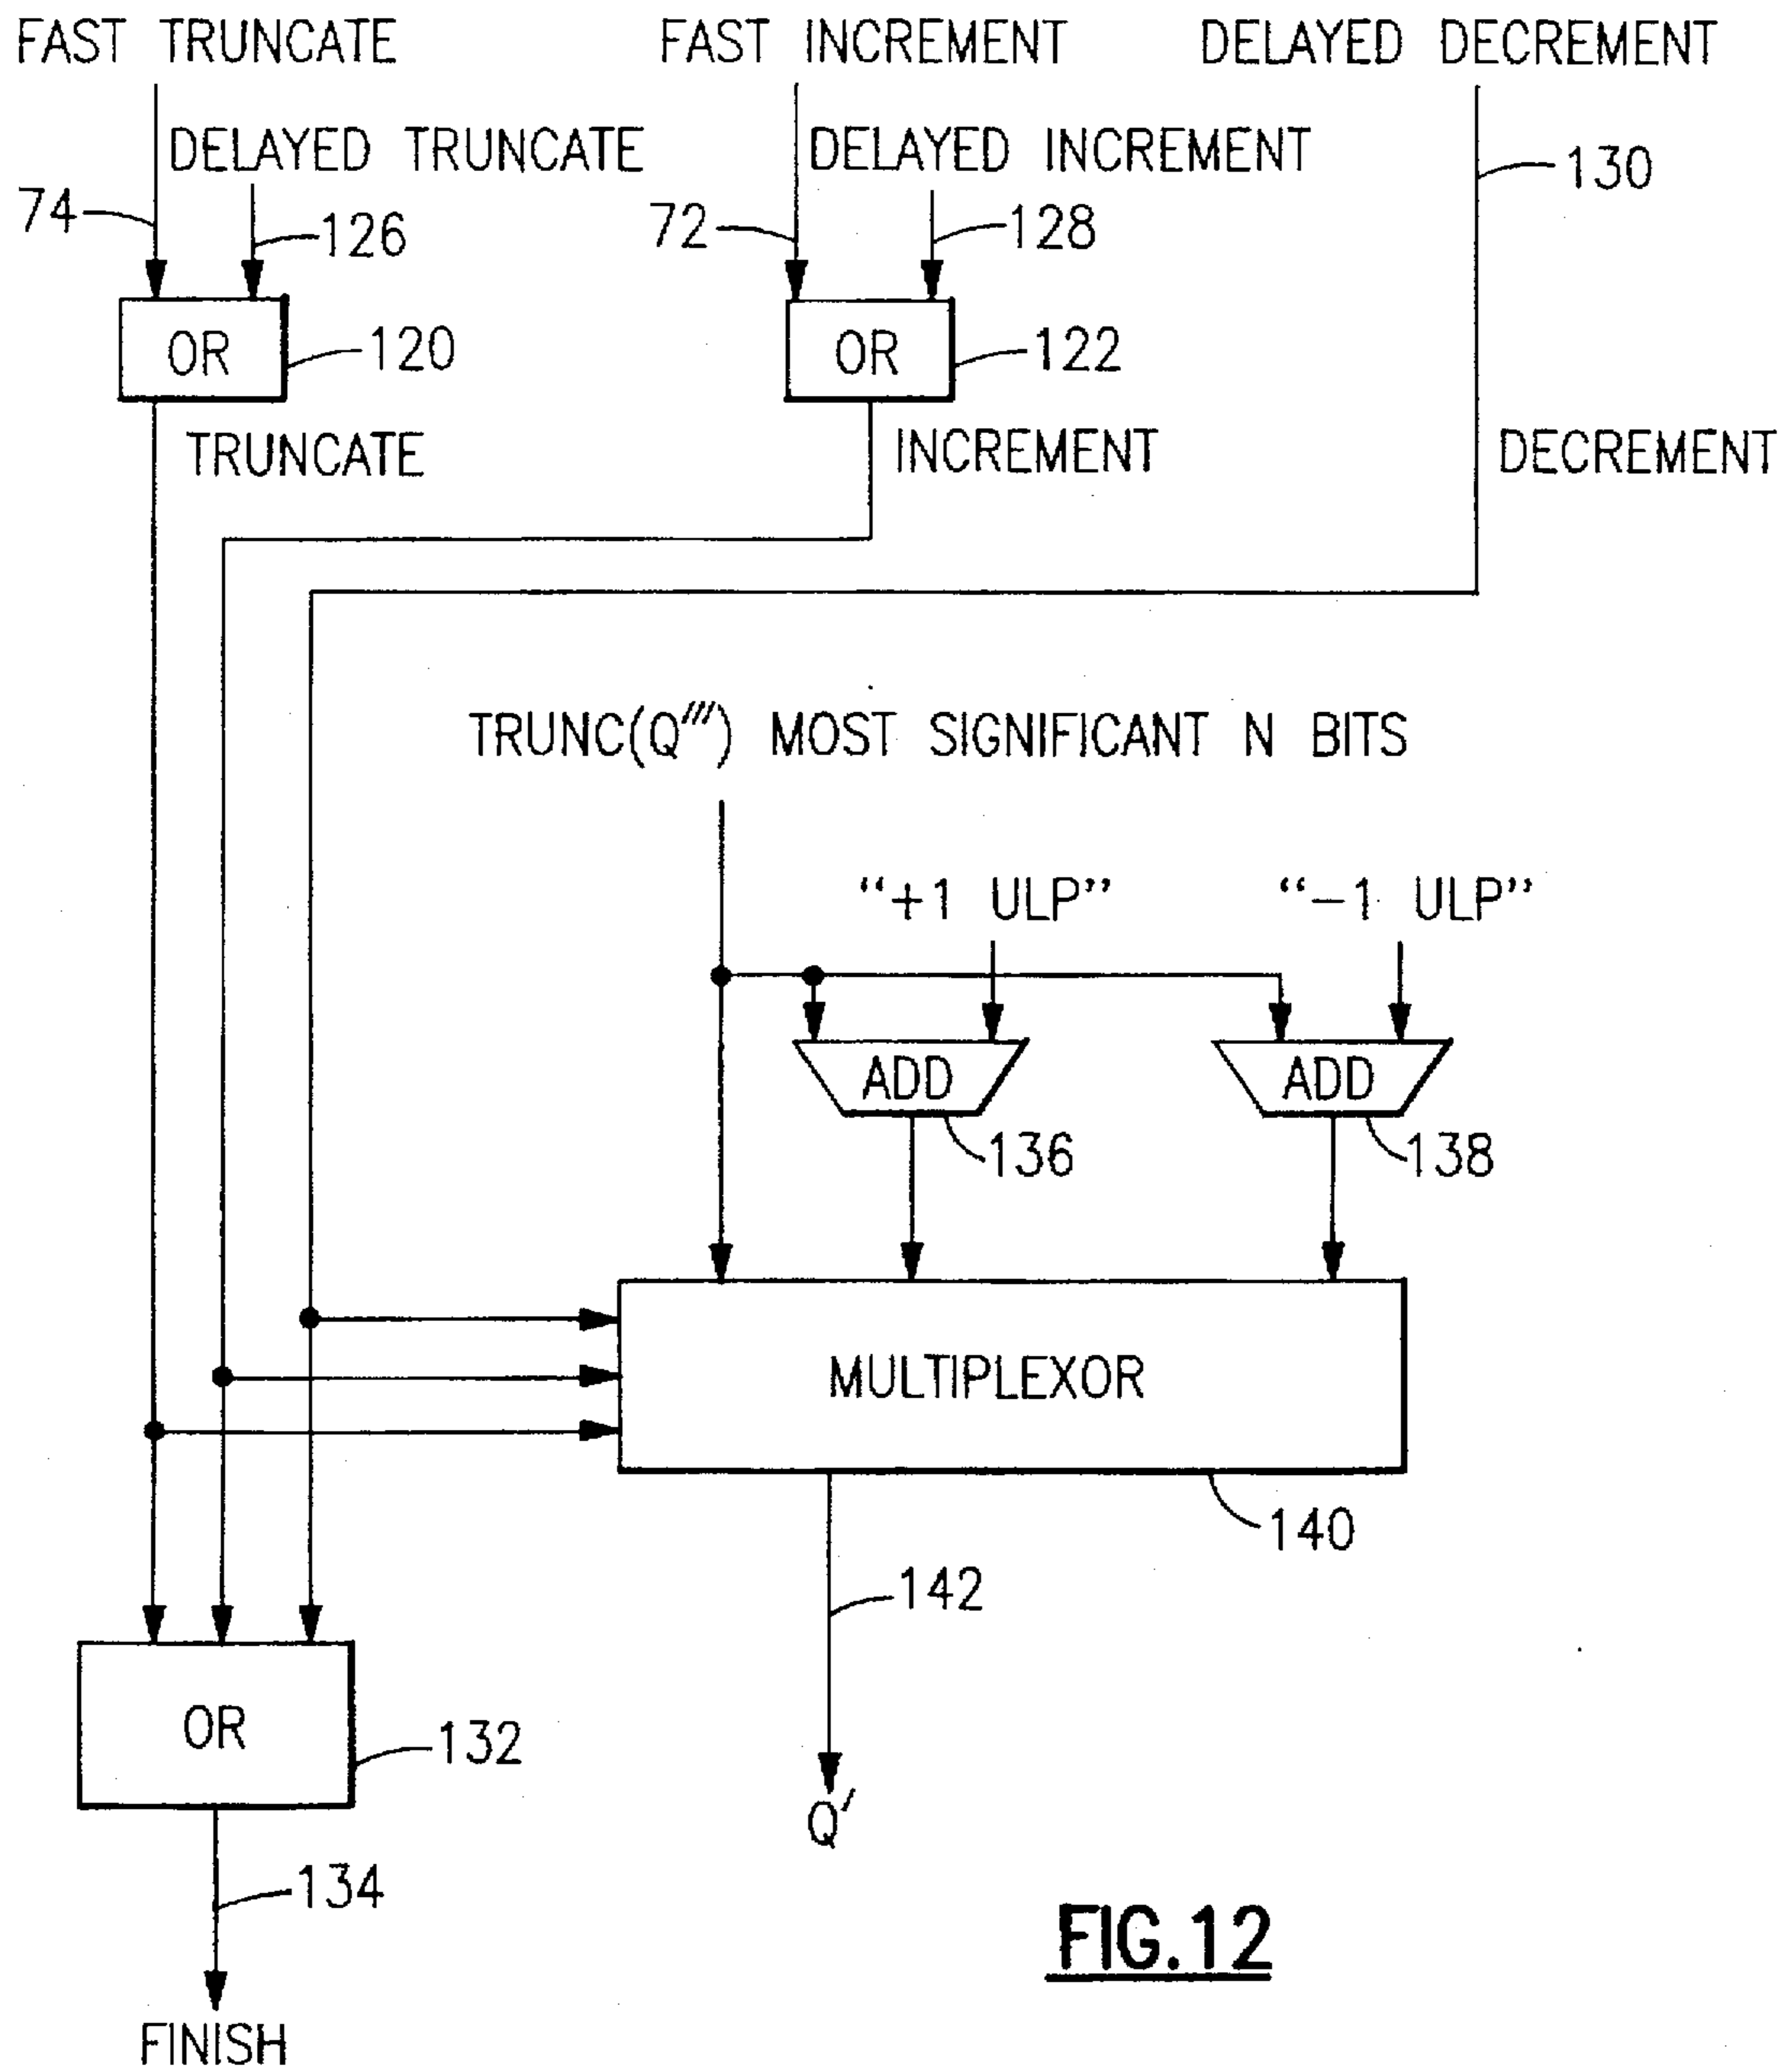 FAST TRUNCATE
FAST INCREMENT
DELAYED DECREMENT
DELAYED TRUNCATE
DELAYED INCREMENT
130
74
126
72
128
OR
120
OR
122
TRUNCATE
INCREMENT
DECREMENT
TRUNC(Q‴) MOST SIGNIFICANT N BITS
“+1 ULP”
“−1 ULP”
ADD
ADD
136
138
MULTIPLEXOR
140
142
OR
132
Q′
134
FIG.12
FINISH